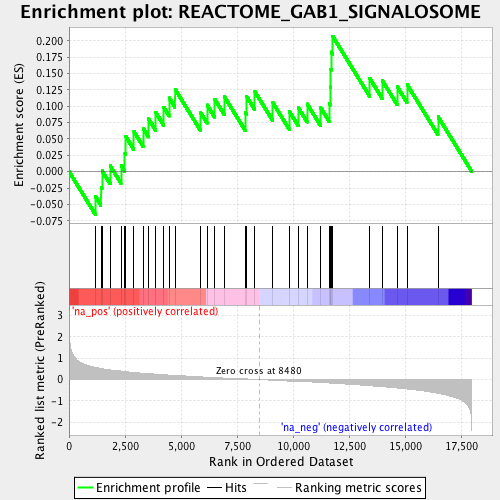 Enrichment plot: REACTOME_GAB1_SIGNALOSOME
Enrichment score (ES)
0.200
0.175
0.150
0.125
0.100
0.075
0.050
0.025
0.000
-0.025
-0.050
-0.075
'na_pos' (positively correlated)
Ranked list metric (PreRanked)
3
2
1
0
-1
-2
Zero cross at 8480
'na_neg' (negatively correlated)
0
2,500
5,000
7,500
10,000
12,500
15,000
17,500
Rank in Ordered Dataset
Enrichment profile
Hits
Ranking metric scores